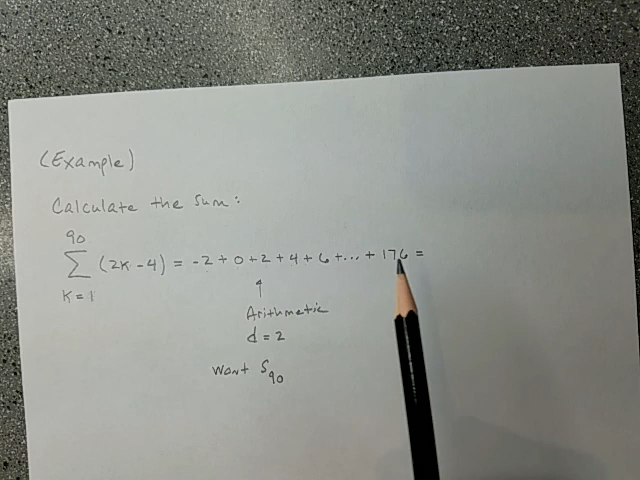 (Example)
Calculate the Sum:
90
∑ (2K-4) = -2 + 0 + 2 + 4 + 6 + ... + 176 =
K = 1
Arithmetic
d = 2
Want S₉₀